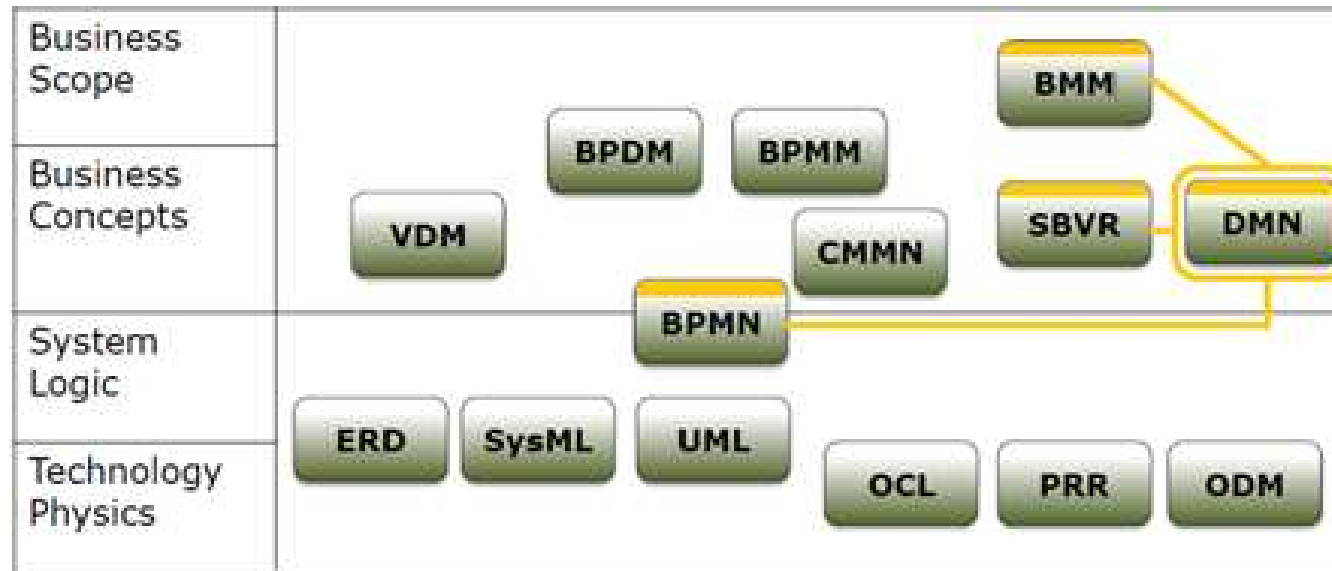 Business
Scope
BMM
BPDM
BPMM
Business
Concepts
VDM
CMMN
SBVR
DMN
BPMN
System
Logic
ERD
SysML
UML
Technology
Physics
OCL
PRR
ODM